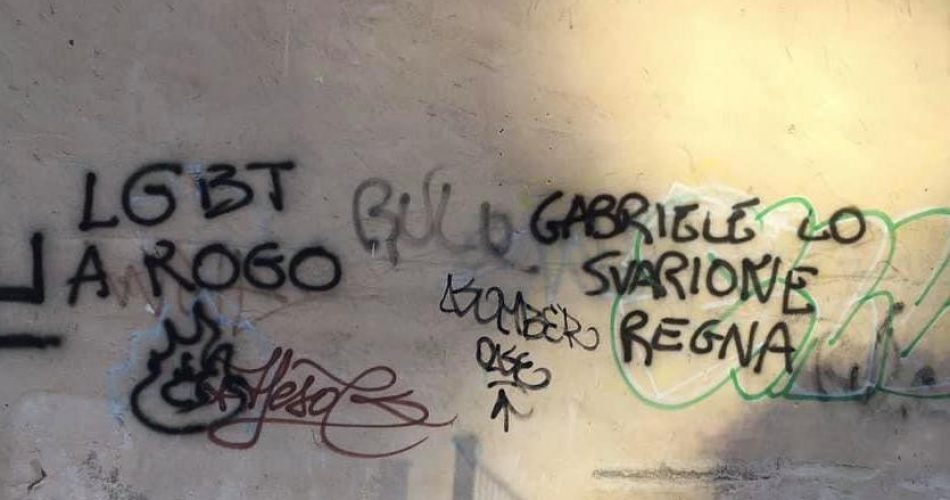 LGBT
A ROGO
GABRIELE LO
SVARIONE
REGNA
BOMBER